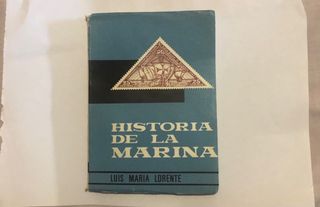 HISTORIA
DE LA
MARINA
LUIS MARIA LORENTE